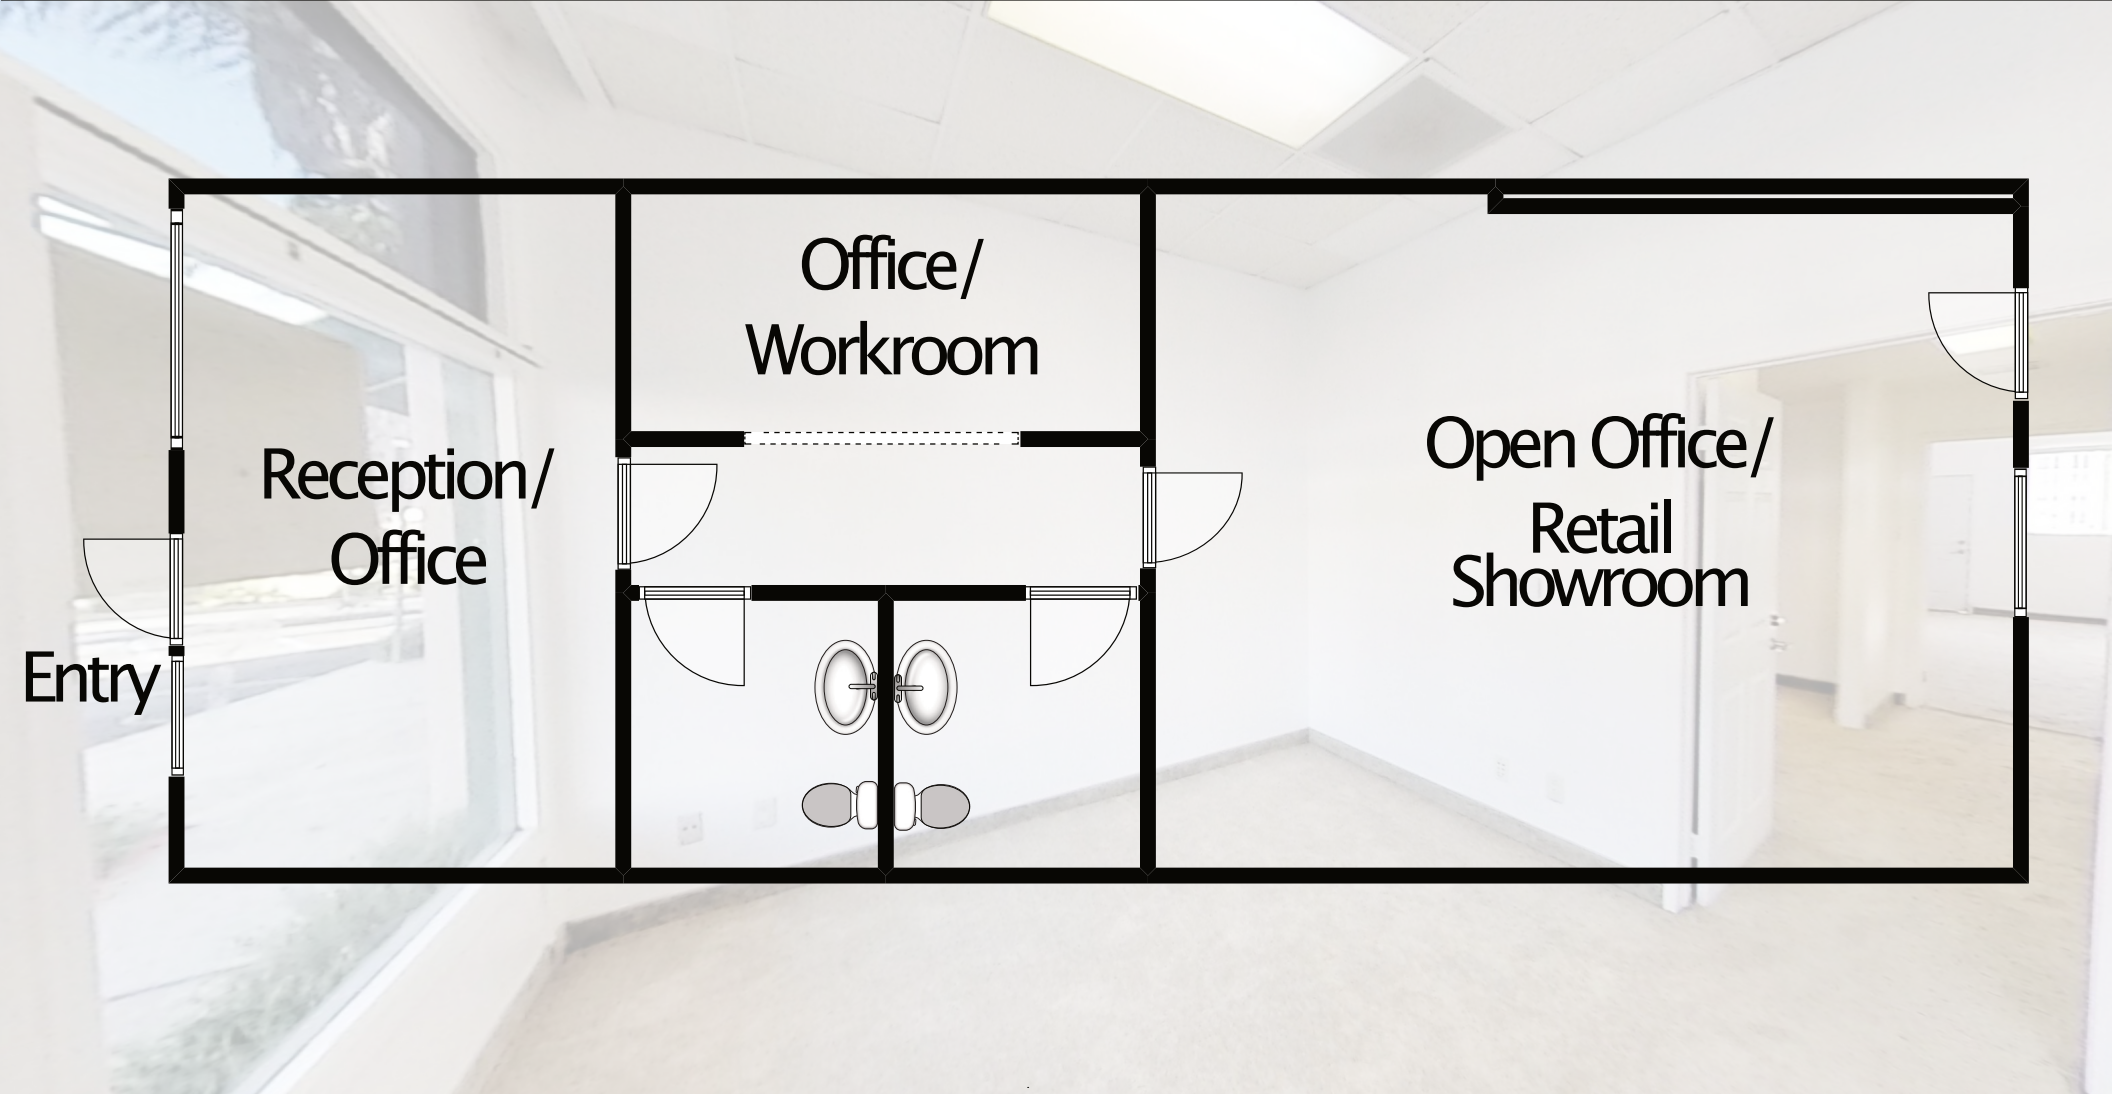 Office/
Workroom
Reception/
Office
Entry
Open Office/
Retail
Showroom